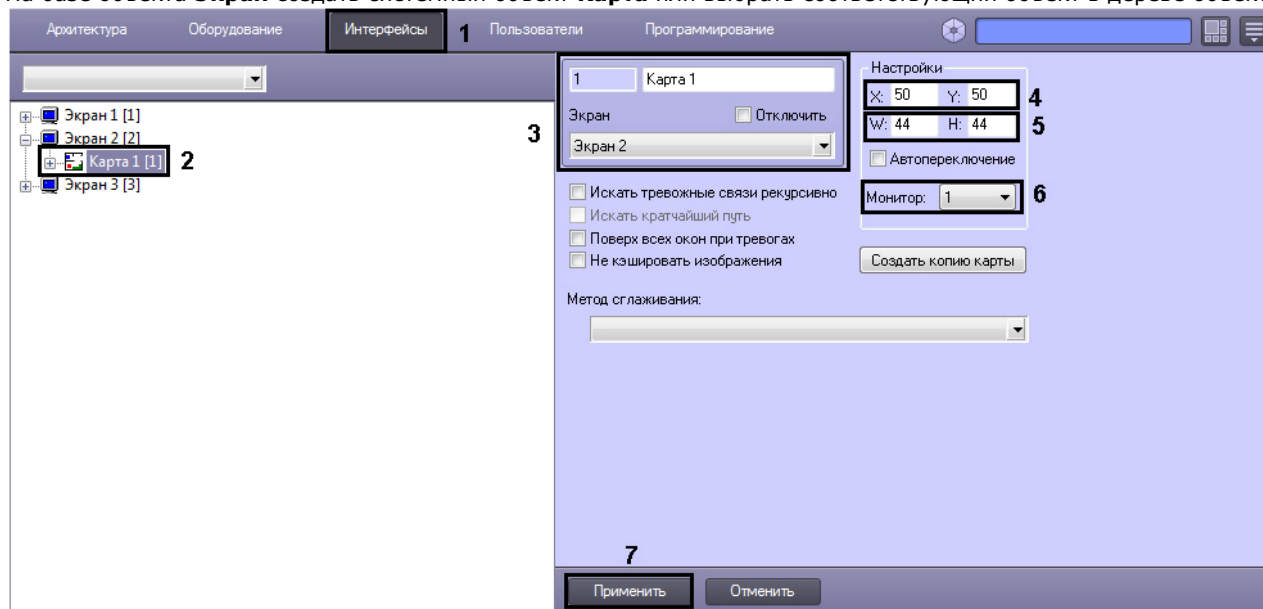 На базе объекта Экран создать системный объект Карта или выбрать соответствующий объект в дереве объект
Архитектура Оборудование Интерфейсы 1 Пользователи Программирование
1 Карта 1
Настройки
X: 50 Y: 50 4
Экран 1 [1]
3 Экран Отключить
W: 44 H: 44 5
Экран 2 [2]
Экран 2
Карта 1 [1] 2
Автопереключение
Экран 3 [3]
Искать тревожные связи рекурсивно
Монитор: 1 6
Искать кратчайший путь
Поверх всех окон при тревогах
Не кэшировать изображения
Создать копию карты
Метод сглаживания:
7
Применить Отменить